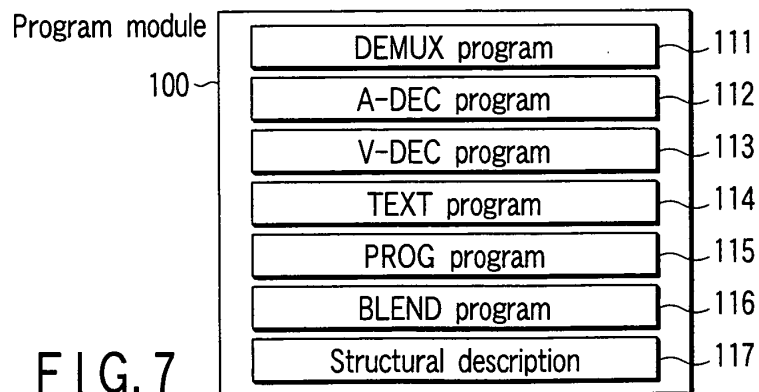 Program module
100
DEMUX program 111
A-DEC program 112
V-DEC program 113
TEXT program 114
PROG program 115
BLEND program 116
Structural description 117
FIG. 7